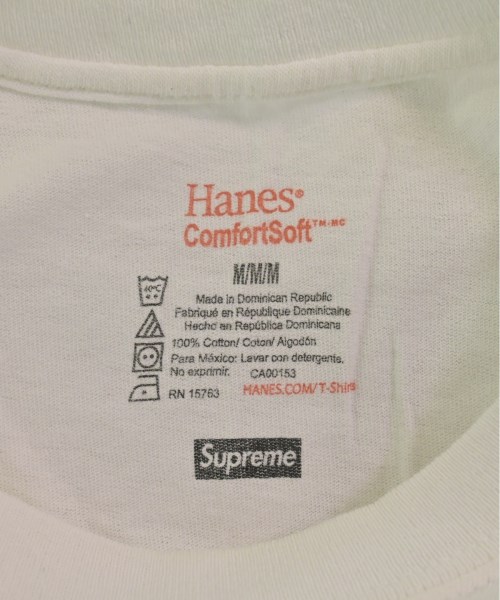 Hanes®
ComfortSoft™-MC
M/M/M
40°C
Made in Dominican Republic
Fabriqué en République Dominicaine
Hecho en República Dominicana
100% Cotton/ Coton/ Algodón
Para México: Lavar con detergente.
No exprimir. CA00153
RN 15763 HANES.COM/T-Shirts
Supreme